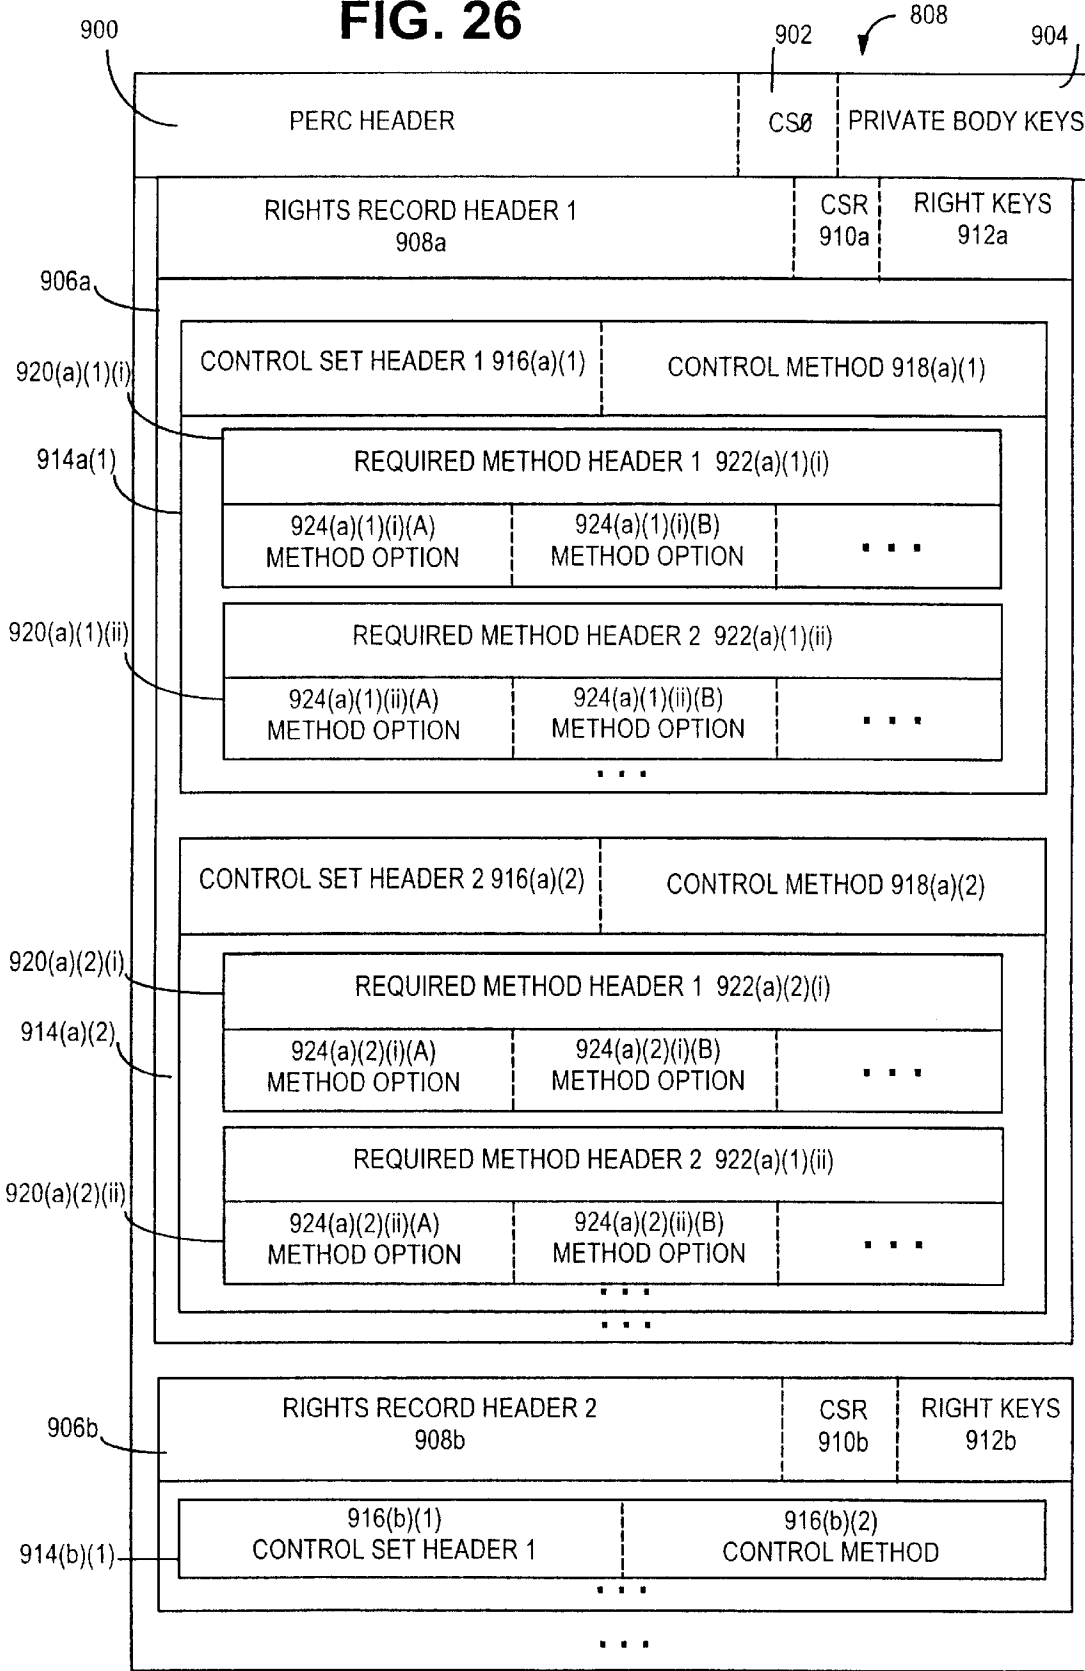 FIG. 26
900
902
808
904
PERC HEADER
CSØ
PRIVATE BODY KEYS
RIGHTS RECORD HEADER 1
908a
CSR
910a
RIGHT KEYS
912a
906a
CONTROL SET HEADER 1 916(a)(1)
CONTROL METHOD 918(a)(1)
920(a)(1)(i)
914a(1)
REQUIRED METHOD HEADER 1 922(a)(1)(i)
924(a)(1)(i)(A)
METHOD OPTION
924(a)(1)(i)(B)
METHOD OPTION
. . .
920(a)(1)(ii)
REQUIRED METHOD HEADER 2 922(a)(1)(ii)
924(a)(1)(ii)(A)
METHOD OPTION
924(a)(1)(ii)(B)
METHOD OPTION
. . .
. . .
CONTROL SET HEADER 2 916(a)(2)
CONTROL METHOD 918(a)(2)
920(a)(2)(i)
914(a)(2)
REQUIRED METHOD HEADER 1 922(a)(2)(i)
924(a)(2)(i)(A)
METHOD OPTION
924(a)(2)(i)(B)
METHOD OPTION
. . .
920(a)(2)(ii)
REQUIRED METHOD HEADER 2 922(a)(1)(ii)
924(a)(2)(ii)(A)
METHOD OPTION
924(a)(2)(ii)(B)
METHOD OPTION
. . .
. . .
. . .
906b
RIGHTS RECORD HEADER 2
908b
CSR
910b
RIGHT KEYS
912b
914(b)(1)
916(b)(1)
CONTROL SET HEADER 1
916(b)(2)
CONTROL METHOD
. . .
. . .